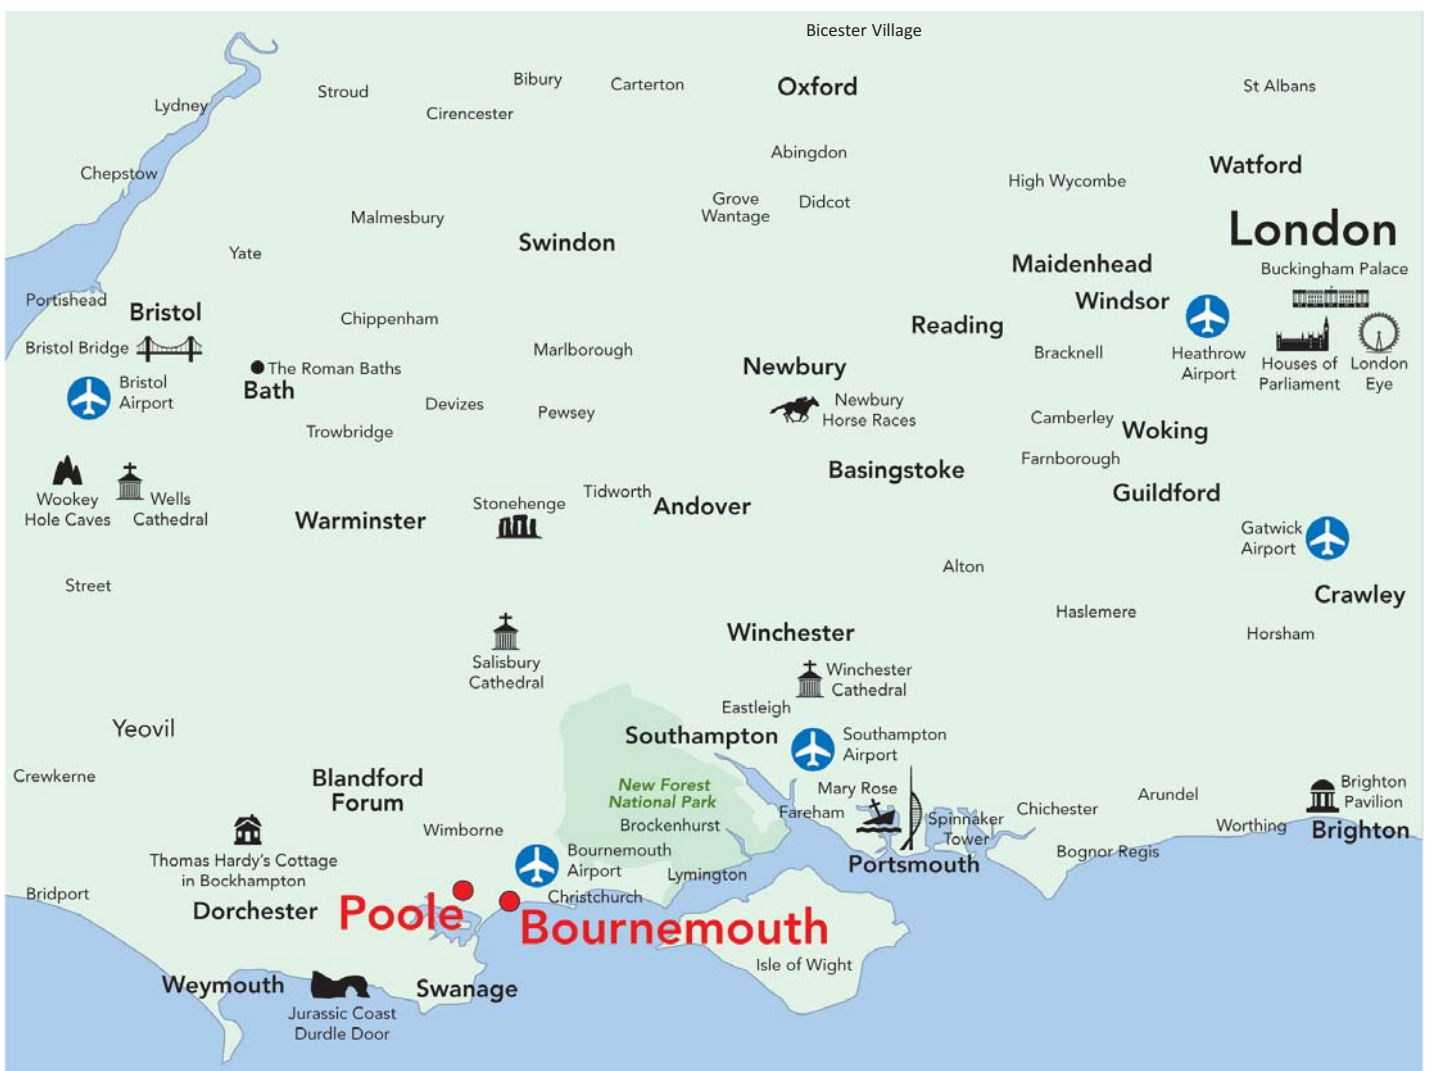 Bicester Village
Bibury
Carterton
Oxford
St Albans
Stroud
Lydney
Cirencester
Abingdon
Watford
Chepstow
High Wycombe
Grove
Wantage
Didcot
Malmesbury
London
Swindon
Yate
Maidenhead
Buckingham Palace
Portishead
Windsor
Bristol
Chippenham
Reading
Bristol Bridge
Marlborough
Bracknell
Heathrow
Airport
Houses of
Parliament
London
Eye
The Roman Baths
Newbury
Bath
Bristol
Airport
Devizes
Pewsey
Newbury
Horse Races
Camberley
Trowbridge
Woking
Farnborough
Basingstoke
Wookey
Hole Caves
Wells
Cathedral
Stonehenge
Tidworth
Andover
Guildford
Warminster
Gatwick
Airport
Alton
Street
Crawley
Haslemere
Winchester
Horsham
Salisbury
Cathedral
Winchester
Cathedral
Eastleigh
Yeovil
Southampton
Southampton
Airport
Crewkerne
Blandford
Forum
New Forest
National Park
Mary Rose
Brighton
Pavilion
Arundel
Chichester
Fareham
Spinnaker
Tower
Brockenhurst
Wimborne
Worthing
Brighton
Thomas Hardy's Cottage
in Bockhampton
Bournemouth
Airport
Bognor Regis
Portsmouth
Lymington
Bridport
Christchurch
Dorchester
Poole
Bournemouth
Isle of Wight
Weymouth
Swanage
Jurassic Coast
Durdle Door